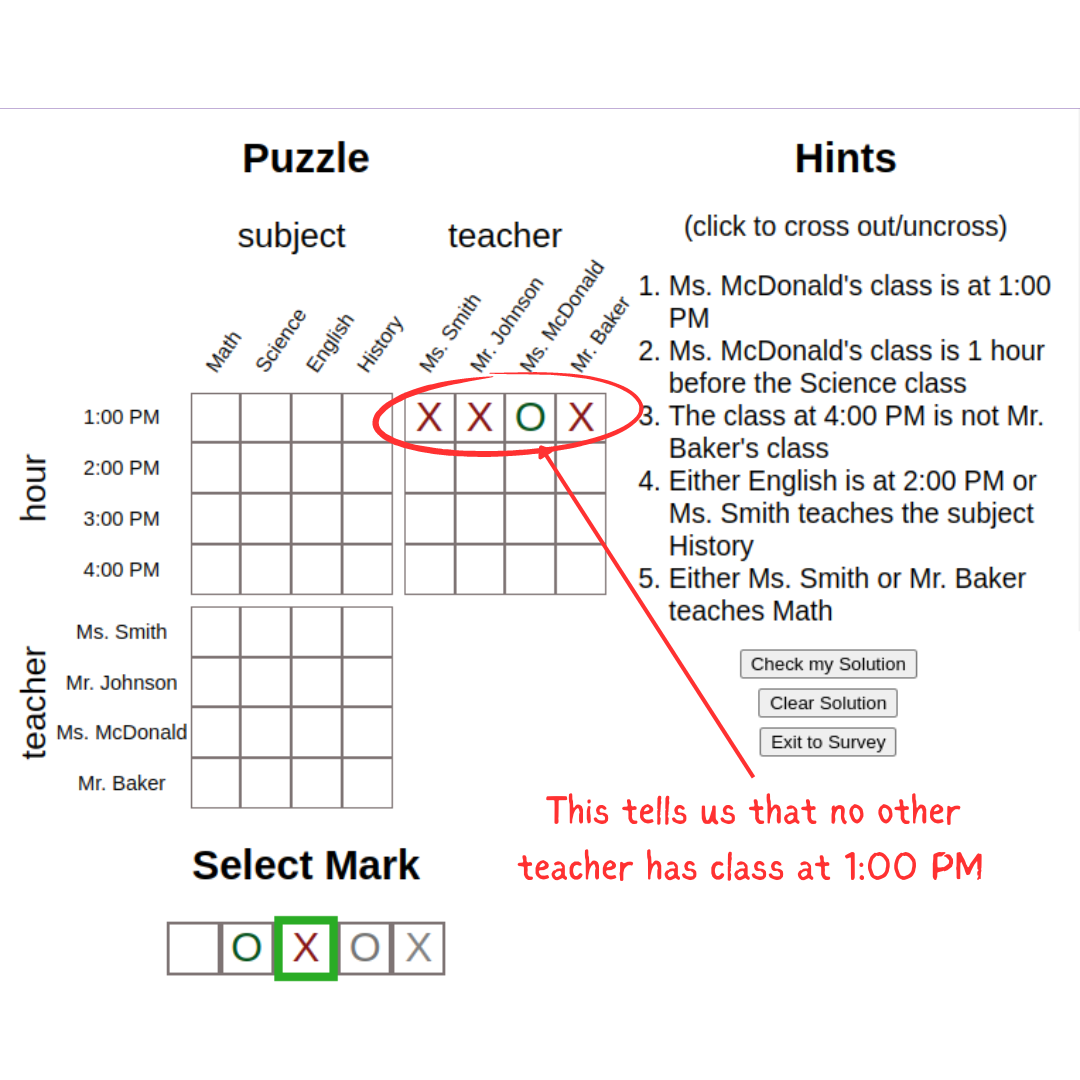 Puzzle
subject
teacher
Math
Science
English
History
Ms. Smith
Mr. Johnson
Ms. McDonald
Mr. Baker
hour
1:00 PM
X X O X
2:00 PM
3:00 PM
4:00 PM
teacher
Ms. Smith
Mr. Johnson
Ms. McDonald
Mr. Baker
Select Mark
O X O X
Hints
(click to cross out/uncross)
1. Ms. McDonald's class is at 1:00
PM
2. Ms. McDonald's class is 1 hour
before the Science class
3. The class at 4:00 PM is not Mr.
Baker's class
4. Either English is at 2:00 PM or
Ms. Smith teaches the subject
History
5. Either Ms. Smith or Mr. Baker
teaches Math
Check my Solution
Clear Solution
Exit to Survey
This tells us that no other
teacher has class at 1:00 PM